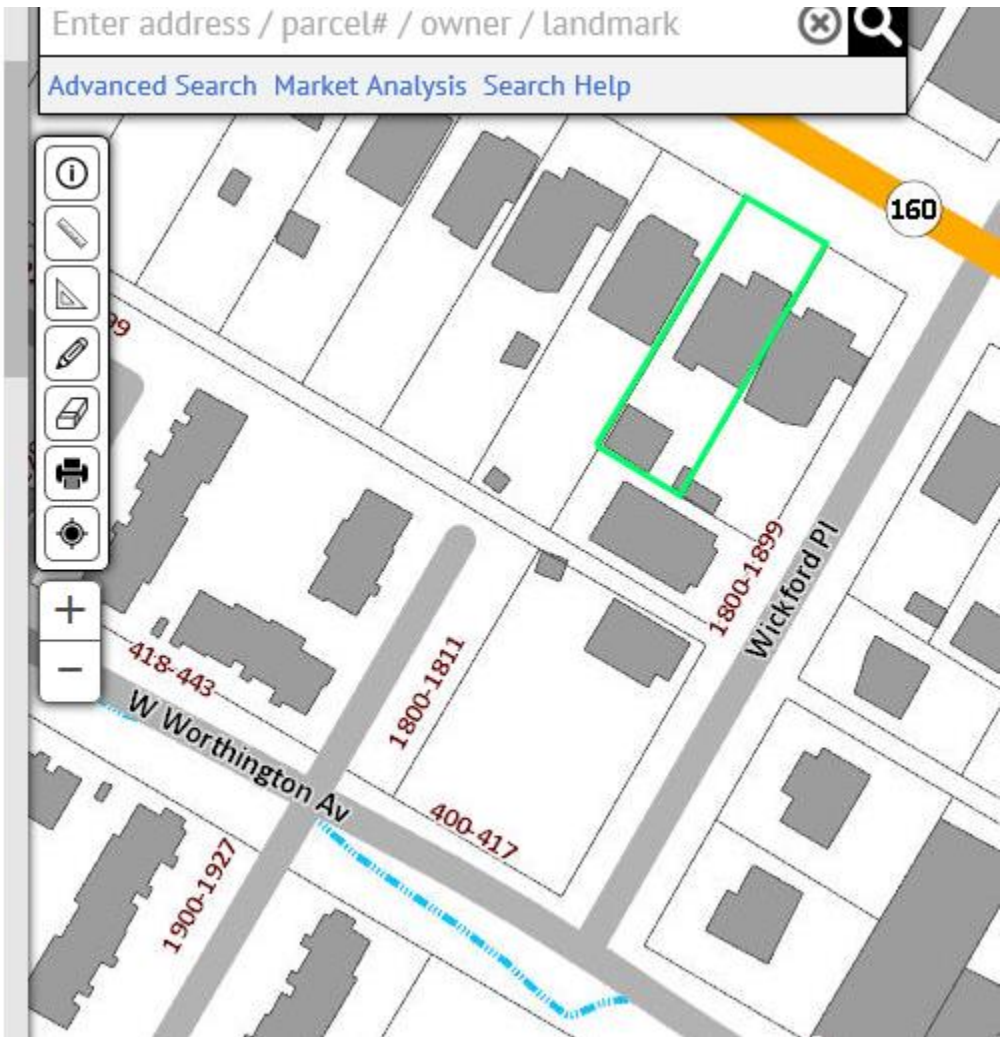 Enter address / parcel# / owner / landmark
Advanced Search Market Analysis Search Help
160
99
1800-1899
Wickford Pl
418-443
1800-1811
W Worthington Av
400-417
1900-1927